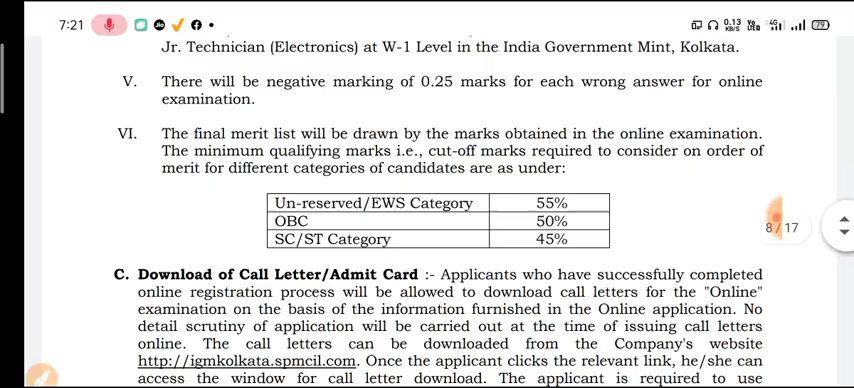 7:21 Jio 0.13 KB/S Vo LTE 4G 79
Jr. Technician (Electronics) at W-1 Level in the India Government Mint, Kolkata.
V. There will be negative marking of 0.25 marks for each wrong answer for online
examination.
VI. The final merit list will be drawn by the marks obtained in the online examination.
The minimum qualifying marks i.e., cut-off marks required to consider on order of
merit for different categories of candidates are as under:
Un-reserved/EWS Category 55%
OBC 50%
SC/ST Category 45%
8/17
C. Download of Call Letter/Admit Card :- Applicants who have successfully completed
online registration process will be allowed to download call letters for the "Online"
examination on the basis of the information furnished in the Online application. No
detail scrutiny of application will be carried out at the time of issuing call letters
online. The call letters can be downloaded from the Company's website
http://igmkolkata.spmcil.com. Once the applicant clicks the relevant link, he/she can
access the window for call letter download. The applicant is required to use